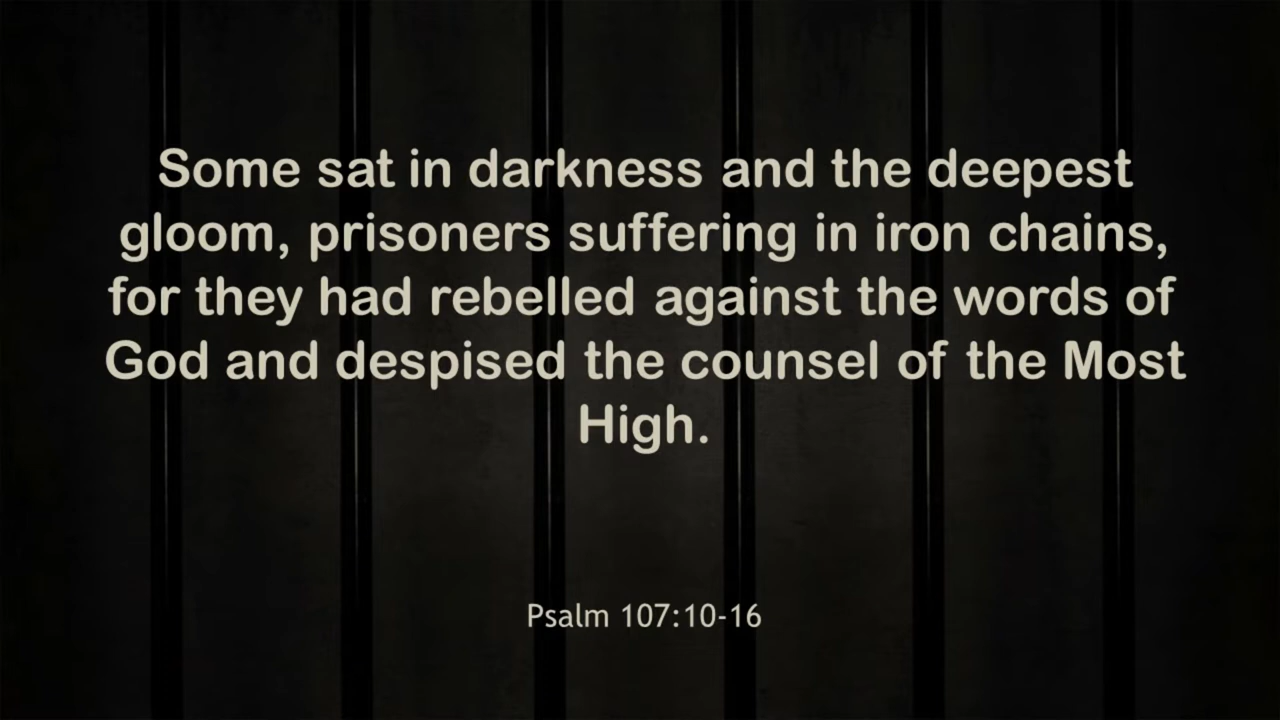 Some sat in darkness and the deepest
gloom, prisoners suffering in iron chains,
for they had rebelled against the words of
God and despised the counsel of the Most
High.
Psalm 107:10-16